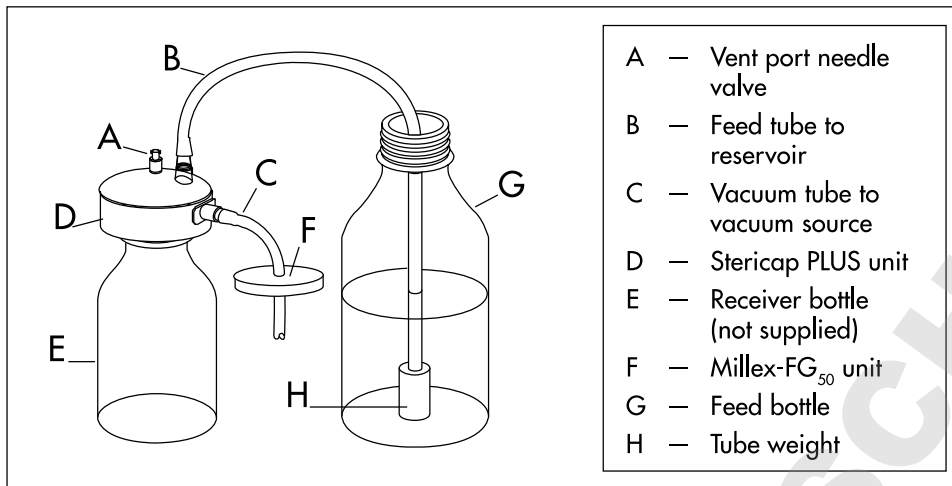 B
A
C
G
D
F
E
H
A – Vent port needle
valve
B – Feed tube to
reservoir
C – Vacuum tube to
vacuum source
D – Stericap PLUS unit
E – Receiver bottle
(not supplied)
F – Millex-FG₅₀ unit
G – Feed bottle
H – Tube weight